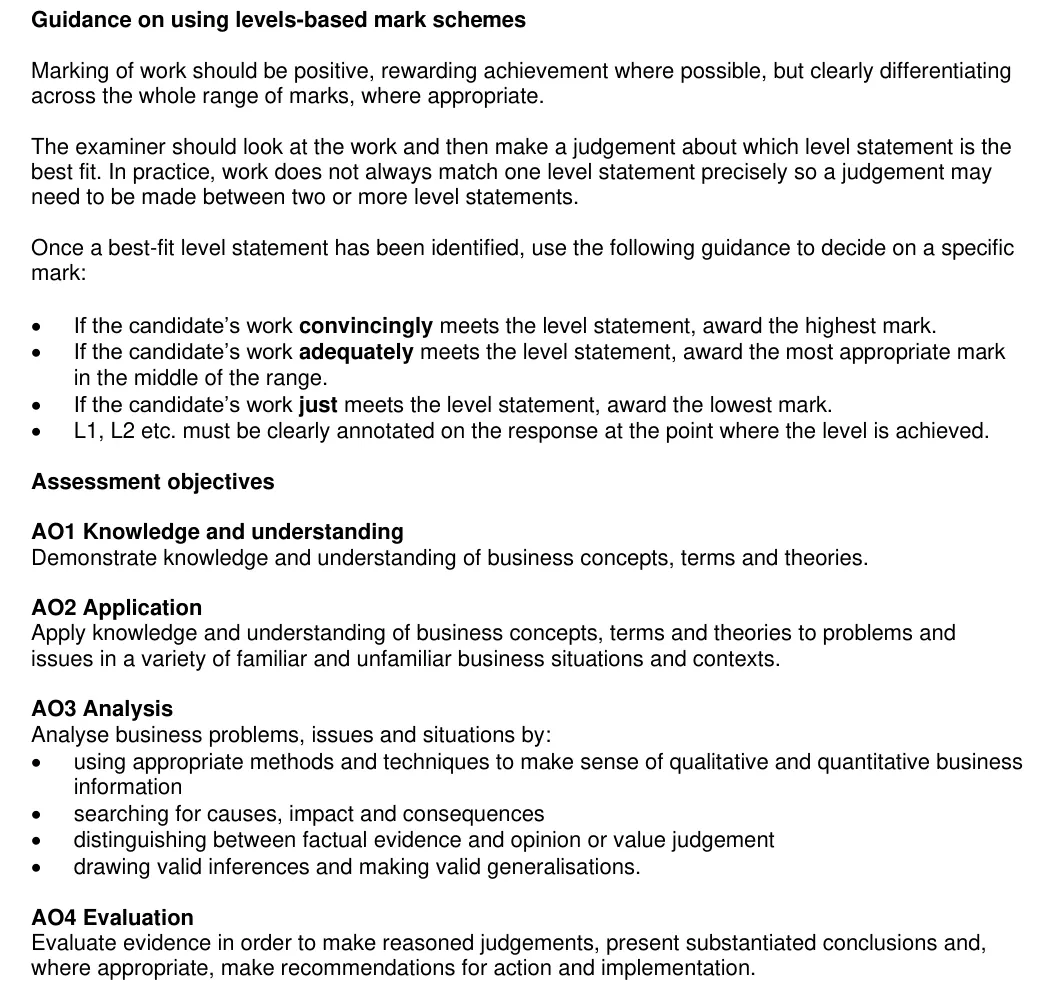 Guidance on using levels-based mark schemes
Marking of work should be positive, rewarding achievement where possible, but clearly differentiating
across the whole range of marks, where appropriate.
The examiner should look at the work and then make a judgement about which level statement is the
best fit. In practice, work does not always match one level statement precisely so a judgement may
need to be made between two or more level statements.
Once a best-fit level statement has been identified, use the following guidance to decide on a specific
mark:
• If the candidate's work convincingly meets the level statement, award the highest mark.
• If the candidate's work adequately meets the level statement, award the most appropriate mark
in the middle of the range.
• If the candidate's work just meets the level statement, award the lowest mark.
• L1, L2 etc. must be clearly annotated on the response at the point where the level is achieved.
Assessment objectives
AO1 Knowledge and understanding
Demonstrate knowledge and understanding of business concepts, terms and theories.
AO2 Application
Apply knowledge and understanding of business concepts, terms and theories to problems and
issues in a variety of familiar and unfamiliar business situations and contexts.
AO3 Analysis
Analyse business problems, issues and situations by:
• using appropriate methods and techniques to make sense of qualitative and quantitative business
information
• searching for causes, impact and consequences
• distinguishing between factual evidence and opinion or value judgement
• drawing valid inferences and making valid generalisations.
AO4 Evaluation
Evaluate evidence in order to make reasoned judgements, present substantiated conclusions and,
where appropriate, make recommendations for action and implementation.